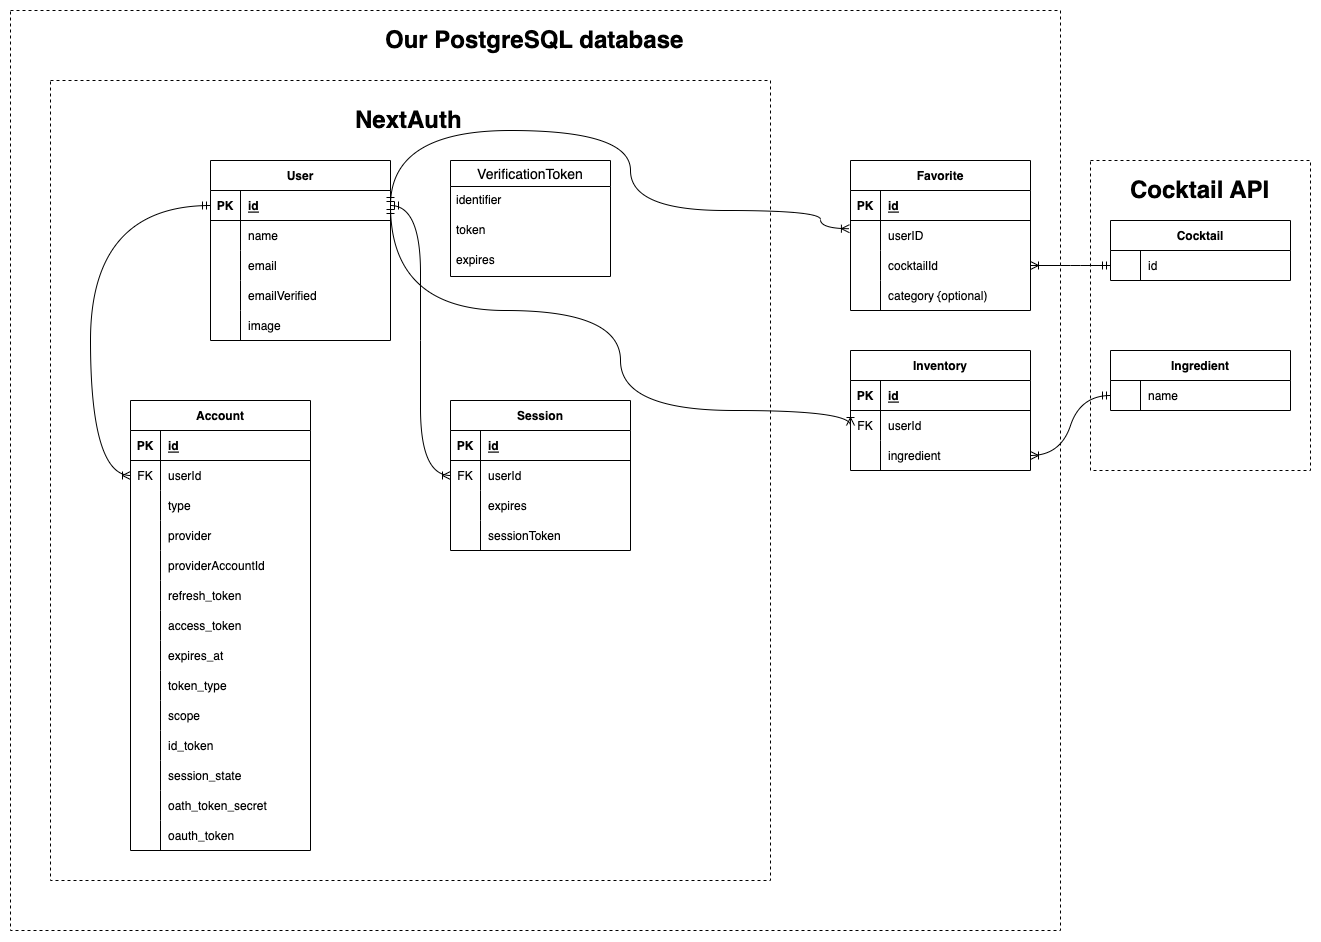 Our PostgreSQL database
NextAuth
User
PK id
name
email
emailVerified
image
VerificationToken
identifier
token
expires
Favorite
PK id
userID
cocktailId
category {optional)
Cocktail API
Cocktail
id
Ingredient
name
Inventory
PK id
FK userId
ingredient
Account
PK id
FK userId
type
provider
providerAccountId
refresh_token
access_token
expires_at
token_type
scope
id_token
session_state
oath_token_secret
oauth_token
Session
PK id
FK userId
expires
sessionToken